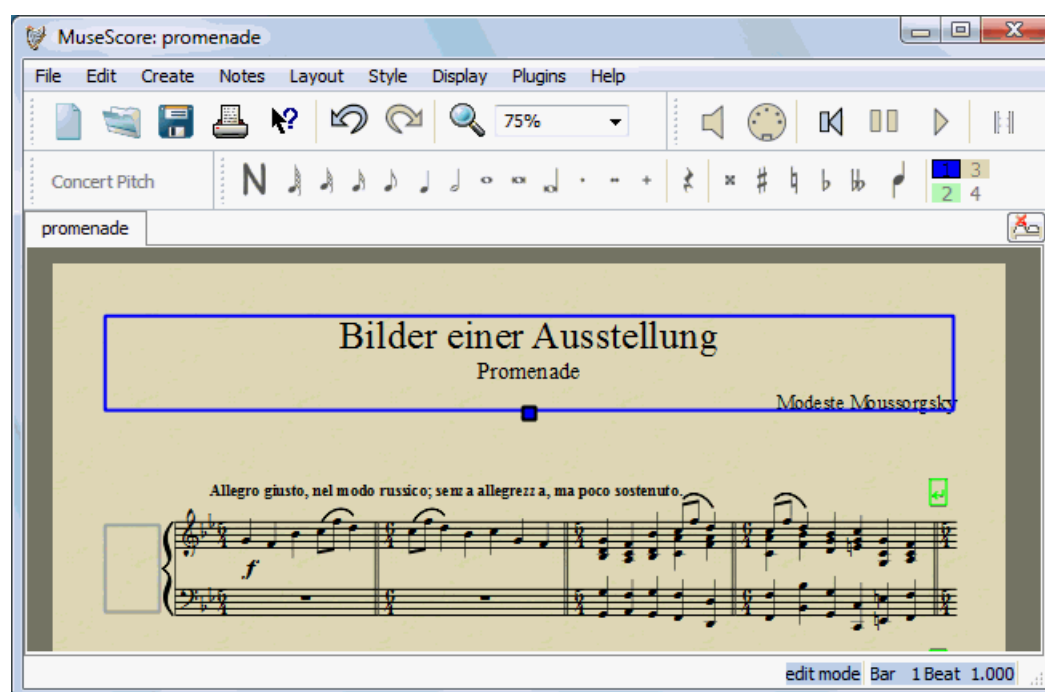 MuseScore: promenade
File Edit Create Notes Layout Style Display Plugins Help
75%
Concert Pitch
1 3
2 4
promenade
Bilder einer Ausstellung
Promenade
Modeste Moussorgsky
Allegro giusto, nel modo russico; senza allegrezza, ma poco sostenuto.
f
edit mode Bar 1 Beat 1.000